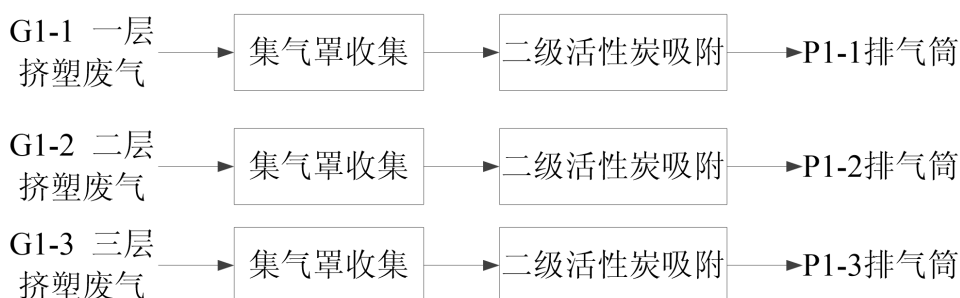 G1-1 一层
挤塑废气
集气罩收集
二级活性炭吸附
P1-1排气筒
G1-2 二层
挤塑废气
集气罩收集
二级活性炭吸附
P1-2排气筒
G1-3 三层
挤塑废气
集气罩收集
二级活性炭吸附
P1-3排气筒